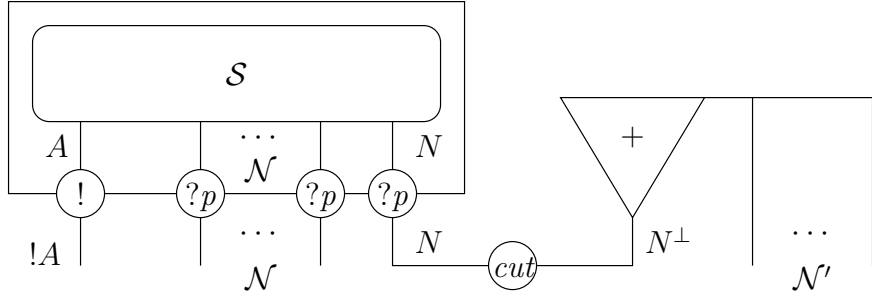 𝒮
+
A … N
𝒩
! ?p ?p ?p
!A … N N⊥ …
𝒩 cut 𝒩′